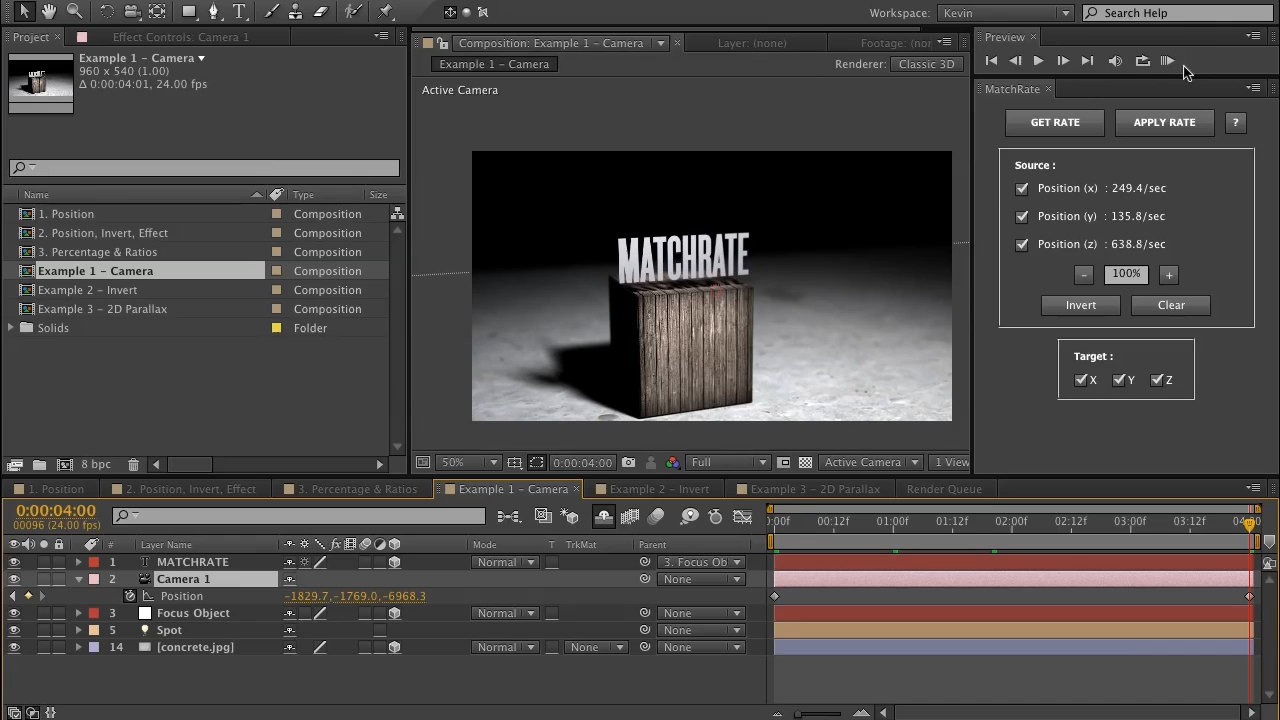 Workspace: Kevin Search Help
Project × Effect Controls: Camera 1
Example 1 – Camera
960 x 540 (1.00)
Δ 0:00:04:01, 24.00 fps
Name Type Size
1. Position Composition
2. Position, Invert, Effect Composition
3. Percentage & Ratios Composition
Example 1 – Camera Composition
Example 2 – Invert Composition
Example 3 – 2D Parallax Composition
Solids Folder
8 bpc
Composition: Example 1 – Camera × Layer: (none) Footage: (nor
Example 1 – Camera Renderer: Classic 3D
Active Camera
MATCHRATE
50% 0:00:04:00 Full Active Camera 1 View
Preview ×
MatchRate ×
GET RATE APPLY RATE ?
Source :
Position (x) : 249.4/sec
Position (y) : 135.8/sec
Position (z) : 638.8/sec
– 100% +
Invert Clear
Target :
X Y Z
1. Position 2. Position, Invert, Effect 3. Percentage & Ratios Example 1 – Camera × Example 2 – Invert Example 3 – 2D Parallax Render Queue
0:00:04:00
00096 (24.00 fps)
:00f 00:12f 01:00f 01:12f 02:00f 02:12f 03:00f 03:12f
# Layer Name fx Mode T TrkMat Parent
1 T MATCHRATE Normal 3. Focus Ob
2 Camera 1 None
Position –1829.7,–1769.0,–6968.3
3 Focus Object Normal None
5 Spot None
14 [concrete.jpg] Normal None None